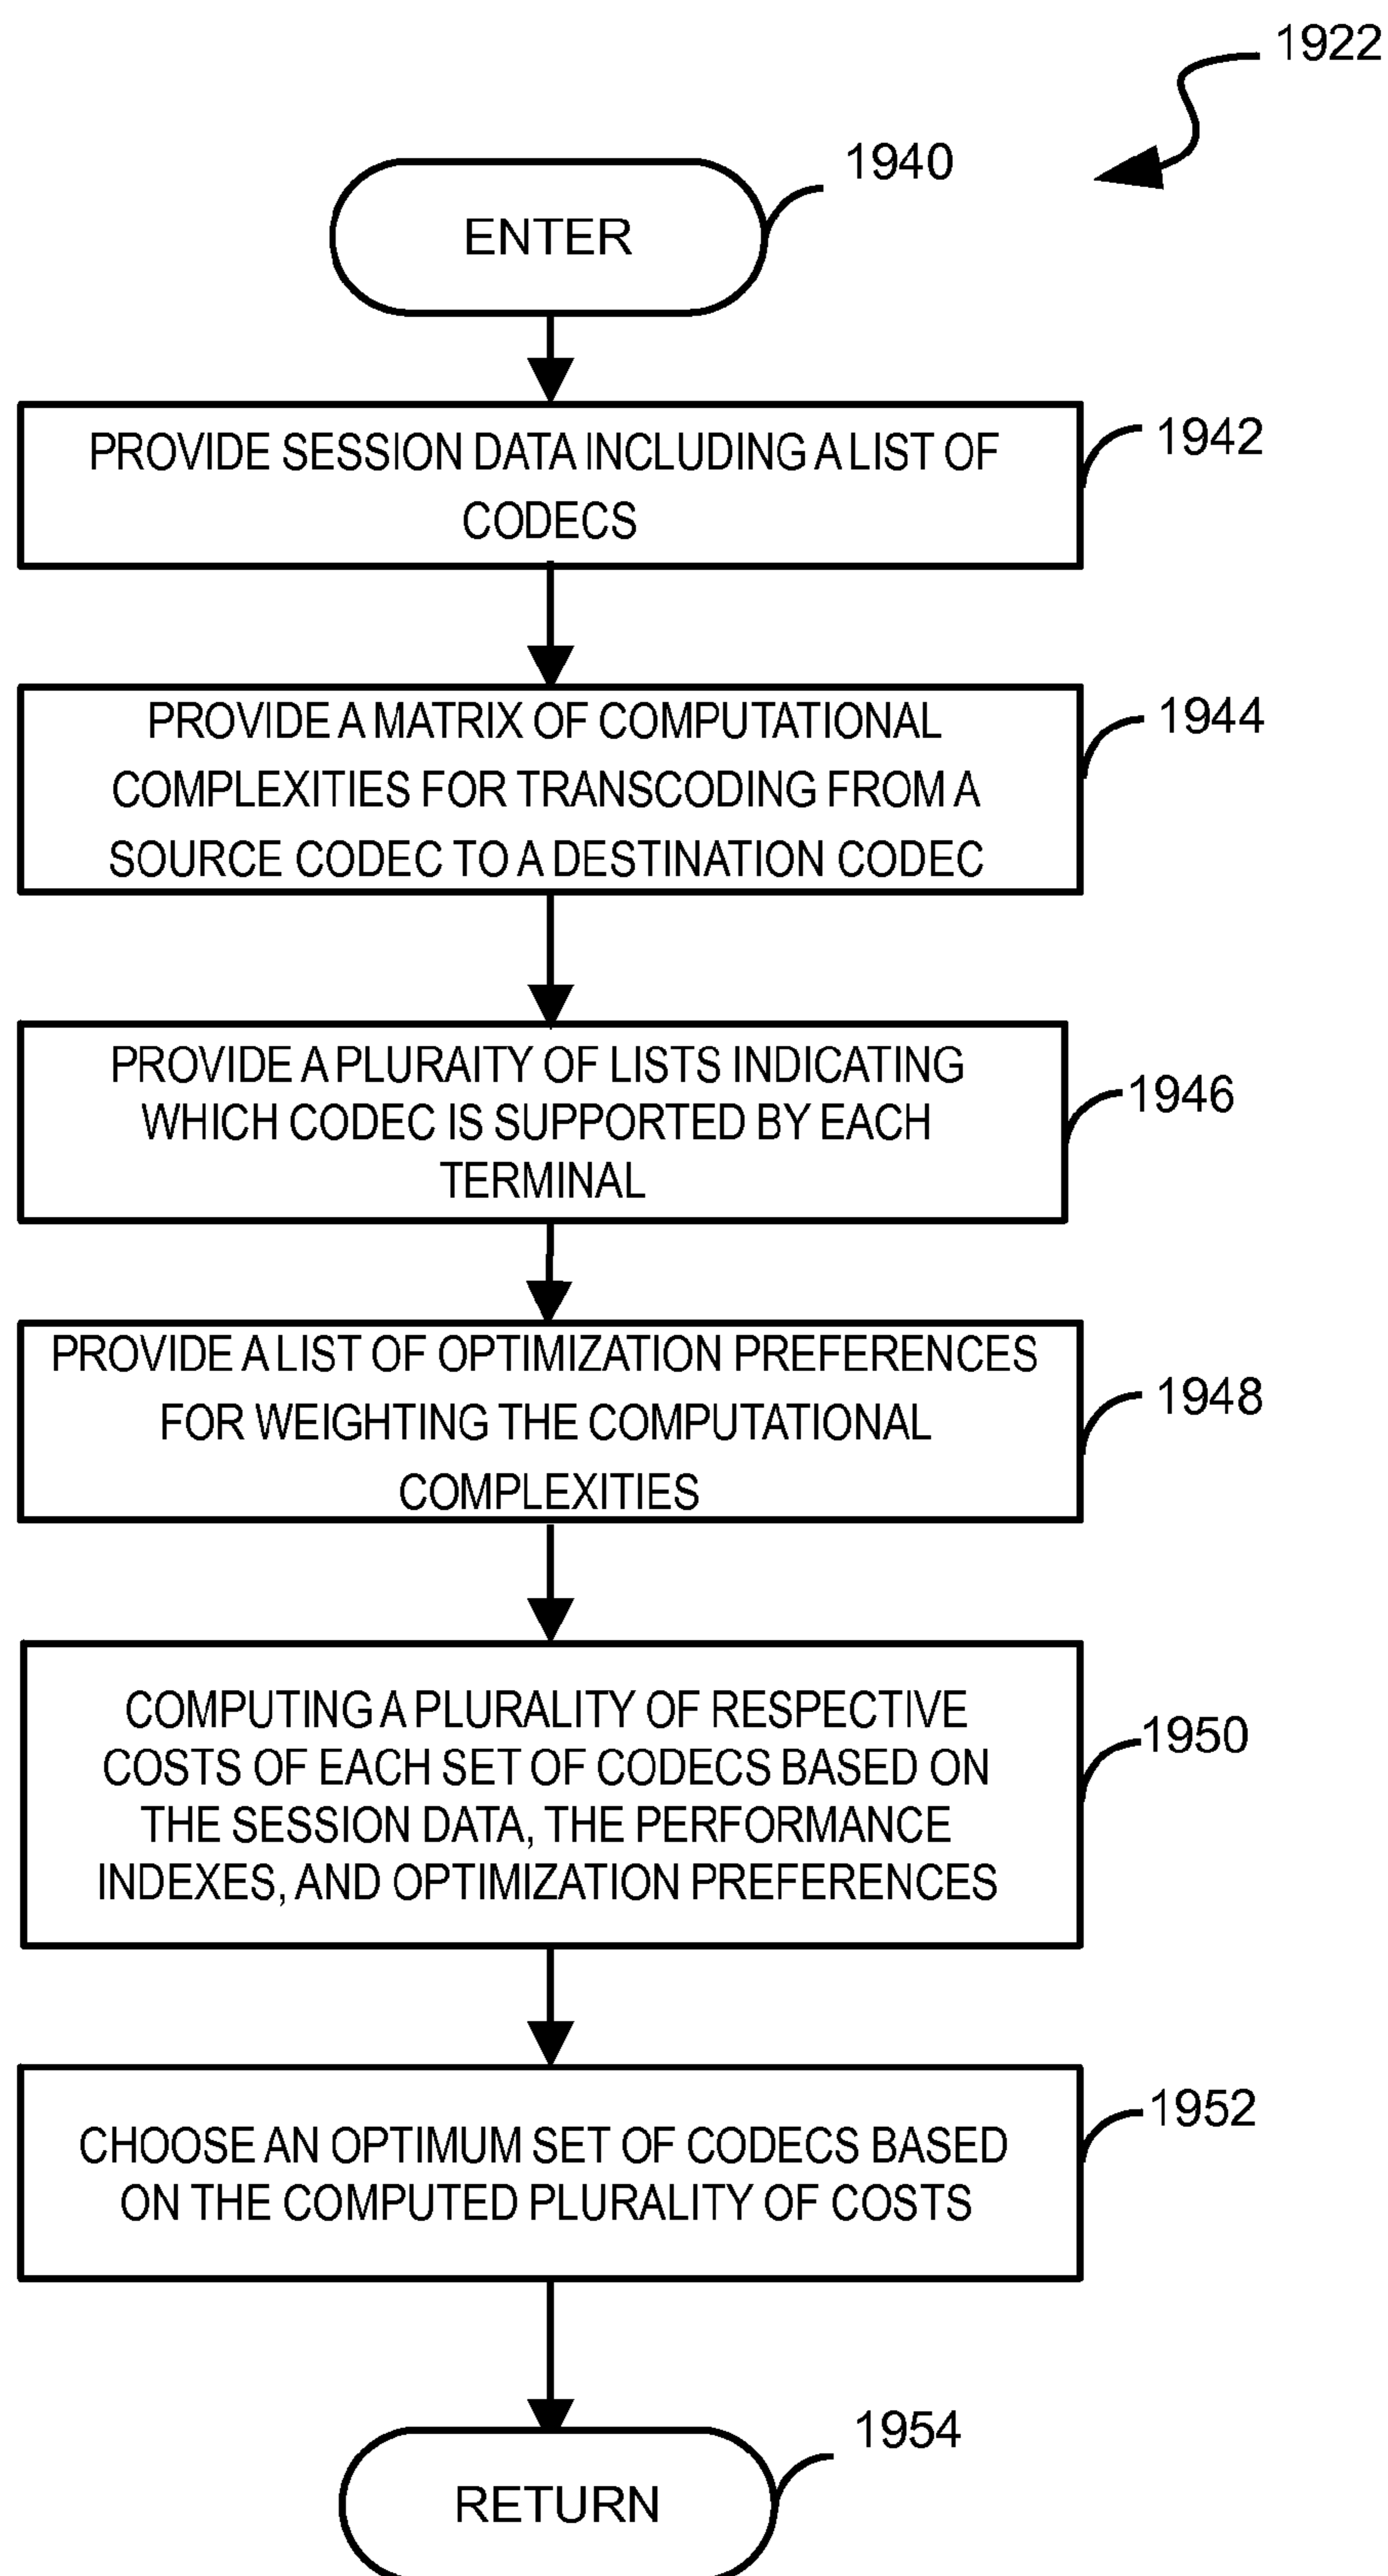 1922
1940
ENTER
1942
PROVIDE SESSION DATA INCLUDING A LIST OF
CODECS
1944
PROVIDE A MATRIX OF COMPUTATIONAL
COMPLEXITIES FOR TRANSCODING FROM A
SOURCE CODEC TO A DESTINATION CODEC
1946
PROVIDE A PLURAITY OF LISTS INDICATING
WHICH CODEC IS SUPPORTED BY EACH
TERMINAL
1948
PROVIDE A LIST OF OPTIMIZATION PREFERENCES
FOR WEIGHTING THE COMPUTATIONAL
COMPLEXITIES
1950
COMPUTING A PLURALITY OF RESPECTIVE
COSTS OF EACH SET OF CODECS BASED ON
THE SESSION DATA, THE PERFORMANCE
INDEXES, AND OPTIMIZATION PREFERENCES
1952
CHOOSE AN OPTIMUM SET OF CODECS BASED
ON THE COMPUTED PLURALITY OF COSTS
1954
RETURN